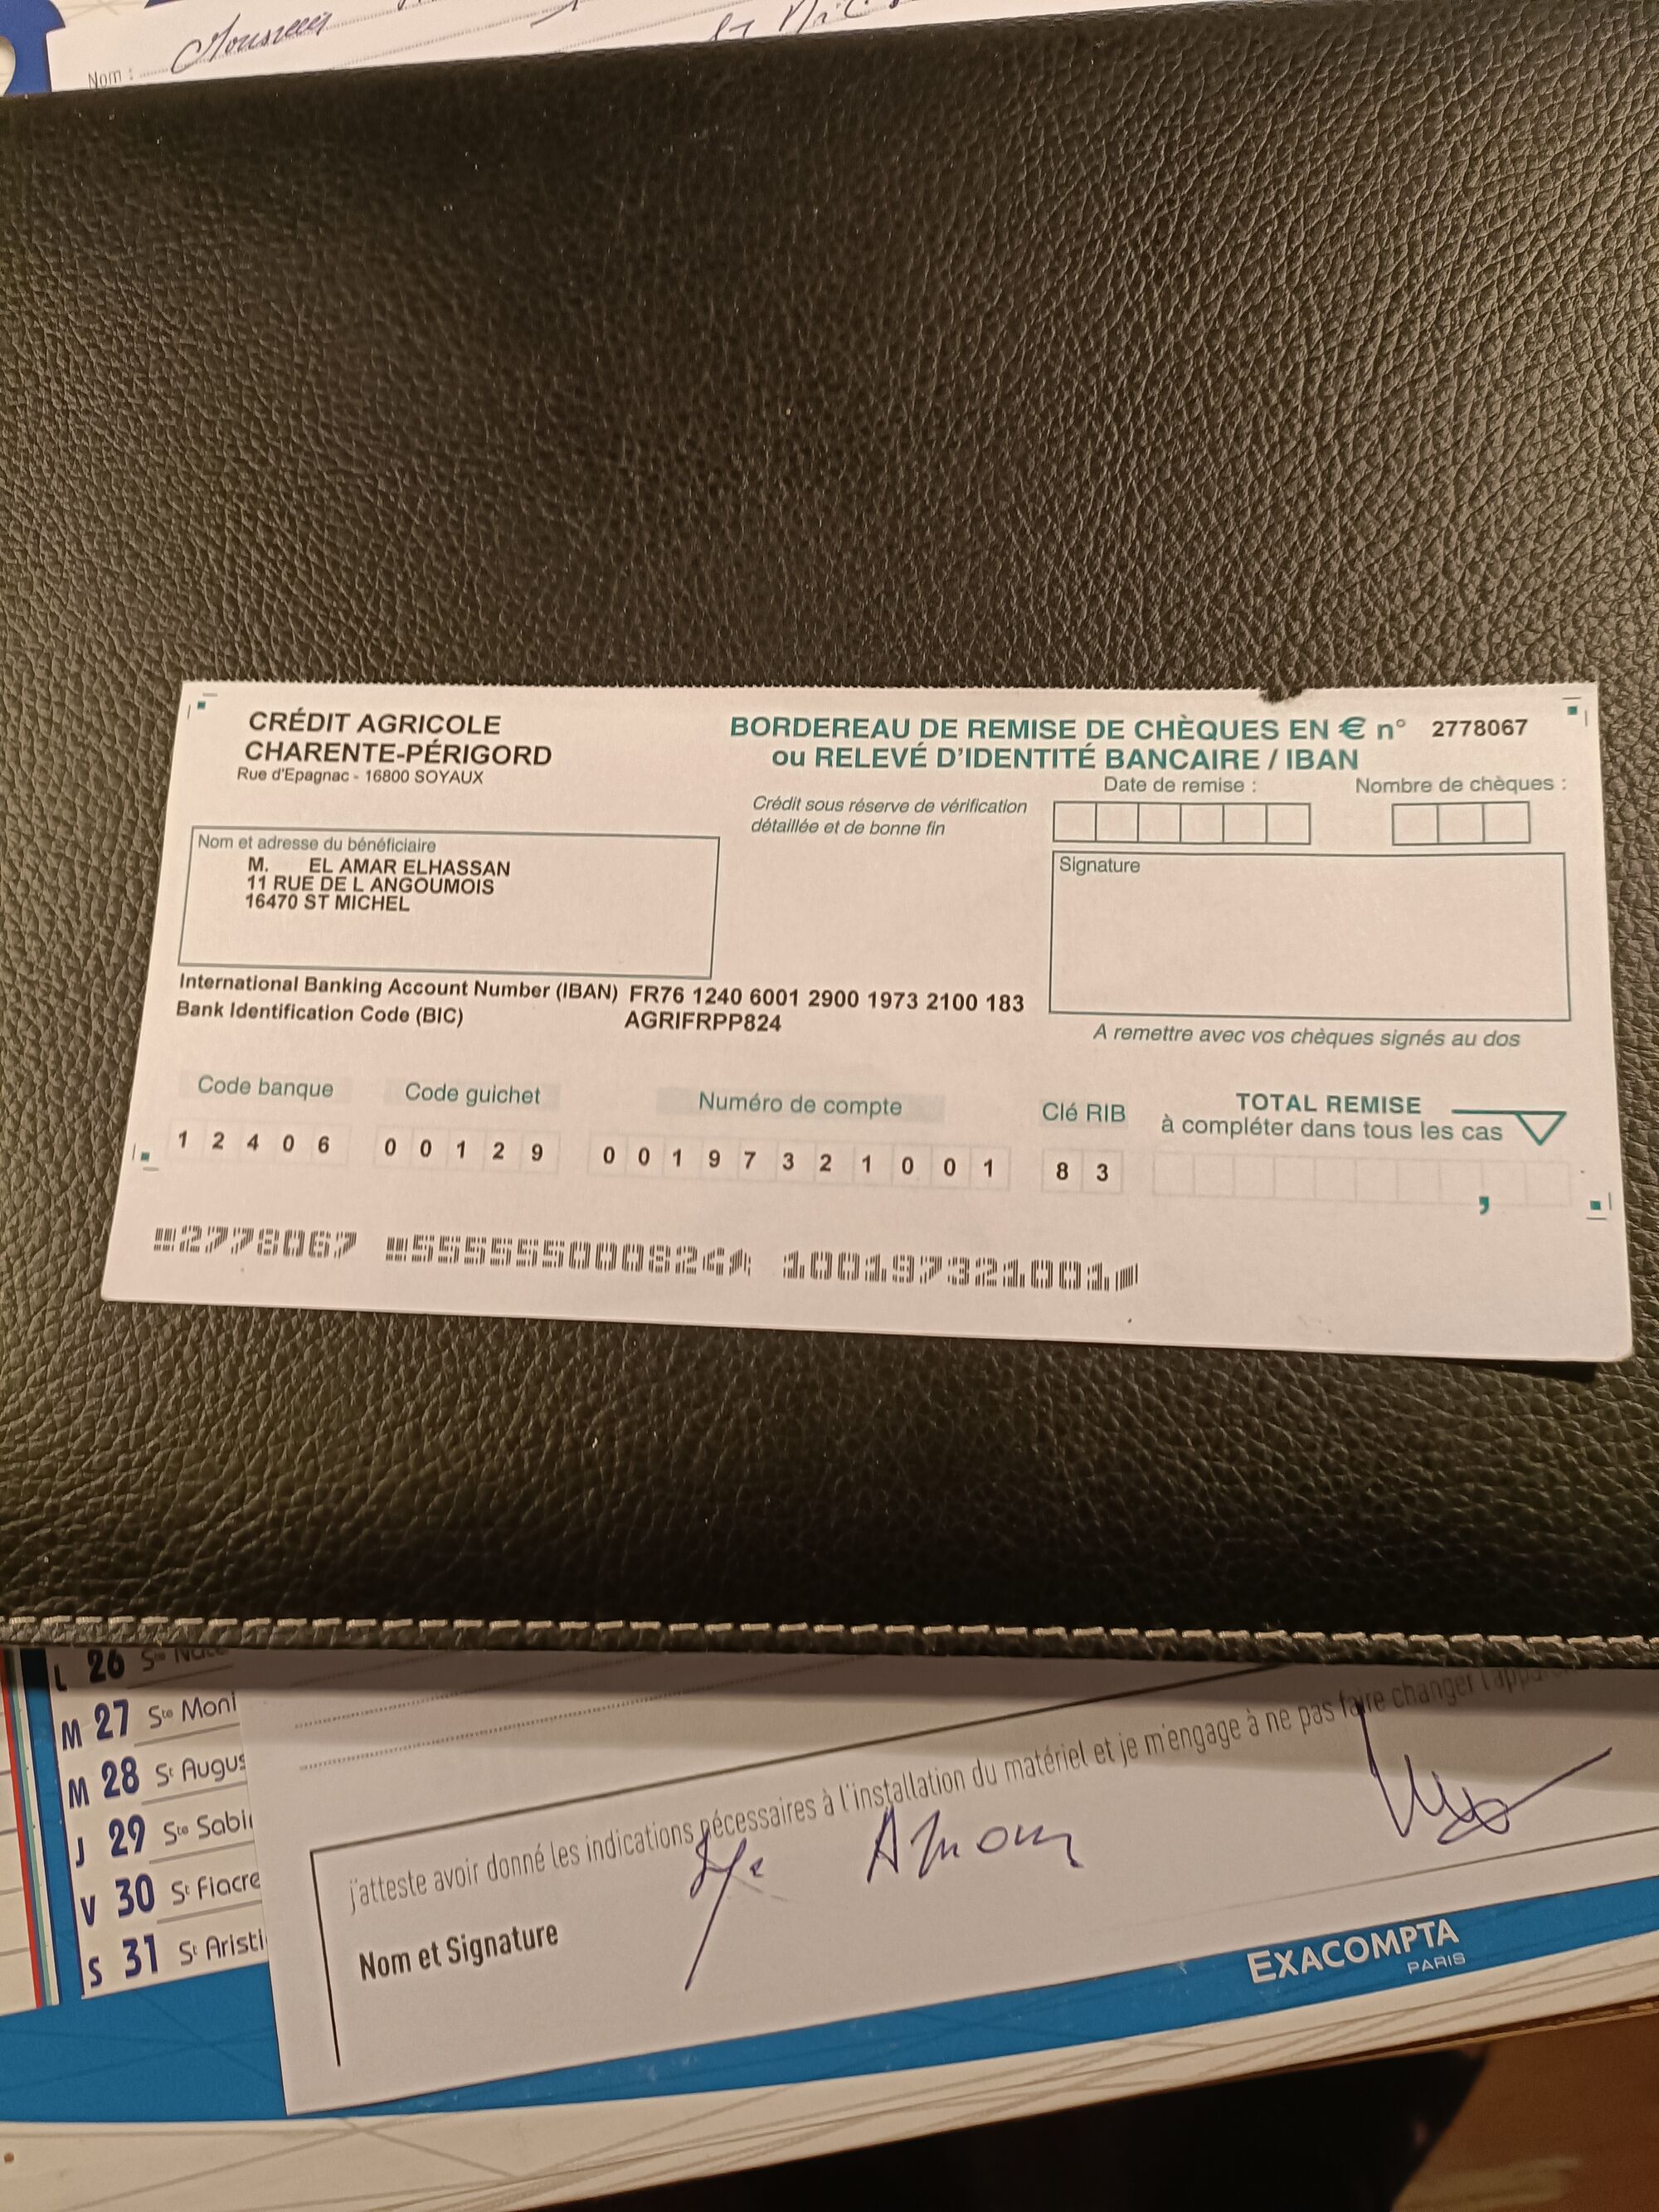 Nom :
CRÉDIT AGRICOLE
CHARENTE-PÉRIGORD
Rue d'Epagnac - 16800 SOYAUX
BORDEREAU DE REMISE DE CHÈQUES EN € n° 2778067
ou RELEVÉ D'IDENTITÉ BANCAIRE / IBAN
Date de remise :
Nombre de chèques :
Crédit sous réserve de vérification
détaillée et de bonne fin
Nom et adresse du bénéficiaire
M. EL AMAR ELHASSAN
11 RUE DE L ANGOUMOIS
16470 ST MICHEL
Signature
International Banking Account Number (IBAN) FR76 1240 6001 2900 1973 2100 183
Bank Identification Code (BIC) AGRIFRPP824
A remettre avec vos chèques signés au dos
Code banque
Code guichet
Numéro de compte
Clé RIB
TOTAL REMISE
à compléter dans tous les cas
1 2 4 0 6
0 0 1 2 9
0 0 1 9 7 3 2 1 0 0 1
8 3
,
2778067 555555000824 100197321001
L 26 Ste
M 27 Ste Moni
M 28 St Augus
J 29 Ste Sabi
V 30 St Fiacre
S 31 St Aristi
j'atteste avoir donné les indications nécessaires à l'installation du matériel et je m'engage à ne pas faire changer l'app
Nom et Signature
EXACOMPTA
PARIS